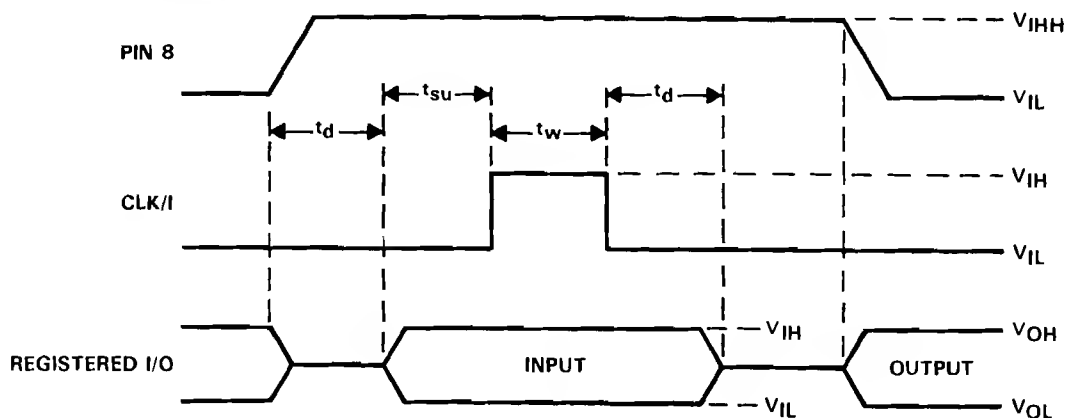 PIN 8
VIHH
VIL
tsu
td
td
tw
CLK/I
VIH
VIL
REGISTERED I/O
INPUT
OUTPUT
VIH
VIL
VOH
VOL